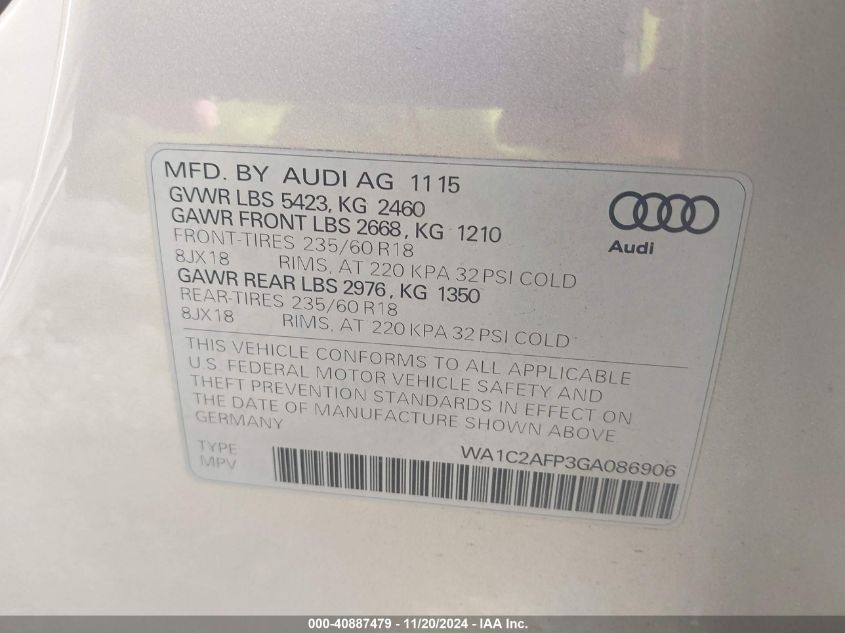 MFD. BY AUDI AG 11 15
GVWR LBS 5423, KG 2460
GAWR FRONT LBS 2668, KG 1210
FRONT-TIRES 235/60 R18
8JX18 RIMS, AT 220 KPA 32 PSI COLD
GAWR REAR LBS 2976, KG 1350
REAR-TIRES 235/60 R18
8JX18 RIMS, AT 220 KPA 32 PSI COLD
Audi
THIS VEHICLE CONFORMS TO ALL APPLICABLE
U.S. FEDERAL MOTOR VEHICLE SAFETY AND
THEFT PREVENTION STANDARDS IN EFFECT ON
THE DATE OF MANUFACTURE SHOWN ABOVE
GERMANY
WA1C2AFP3GA086906
TYPE
MPV
000-40887479 - 11/20/2024 - IAA Inc.